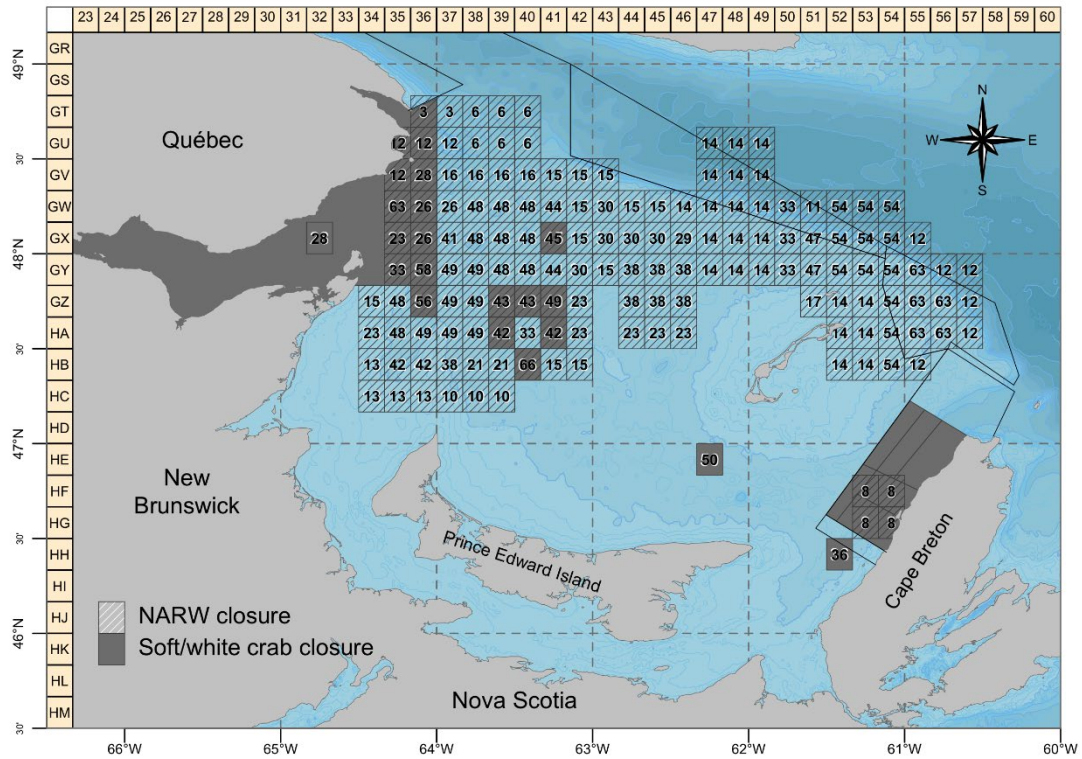 23 24 25 26 27 28 29 30 31 32 33 34 35 36 37 38 39 40 41 42 43 44 45 46 47 48 49 50 51 52 53 54 55 56 57 58 59 60
GR
49°N
GS
N
GT 3 3 6 6 6
Québec
GU 12 12 12 6 6 6 14 14 14
W E
30'
GV 12 28 16 16 16 16 15 15 15 14 14 14
S
GW 63 26 26 48 48 48 44 15 30 15 15 14 14 14 14 33 11 54 54 54
GX 28 23 26 41 48 48 48 45 15 30 30 30 29 14 14 14 33 47 54 54 54 12
48°N
GY 33 58 49 49 48 48 44 30 15 38 38 38 14 14 14 33 47 54 54 63 12 12
GZ 15 48 56 49 49 43 43 49 23 38 38 38 17 14 14 54 63 63 12
HA 23 48 49 49 49 42 33 42 23 23 23 23 14 14 54 63 63 12
30'
HB 13 42 42 38 21 21 66 15 15 14 14 54 12
HC 13 13 13 10 10 10
HD
47°N
HE 50
New
Brunswick
HF 8 8
HG 8 8
30'
HH 36
Prince Edward Island
Cape Breton
HI
HJ
NARW closure
46°N
HK
Soft/white crab closure
HL
Nova Scotia
HM
30'
66°W 65°W 64°W 63°W 62°W 61°W 60°W